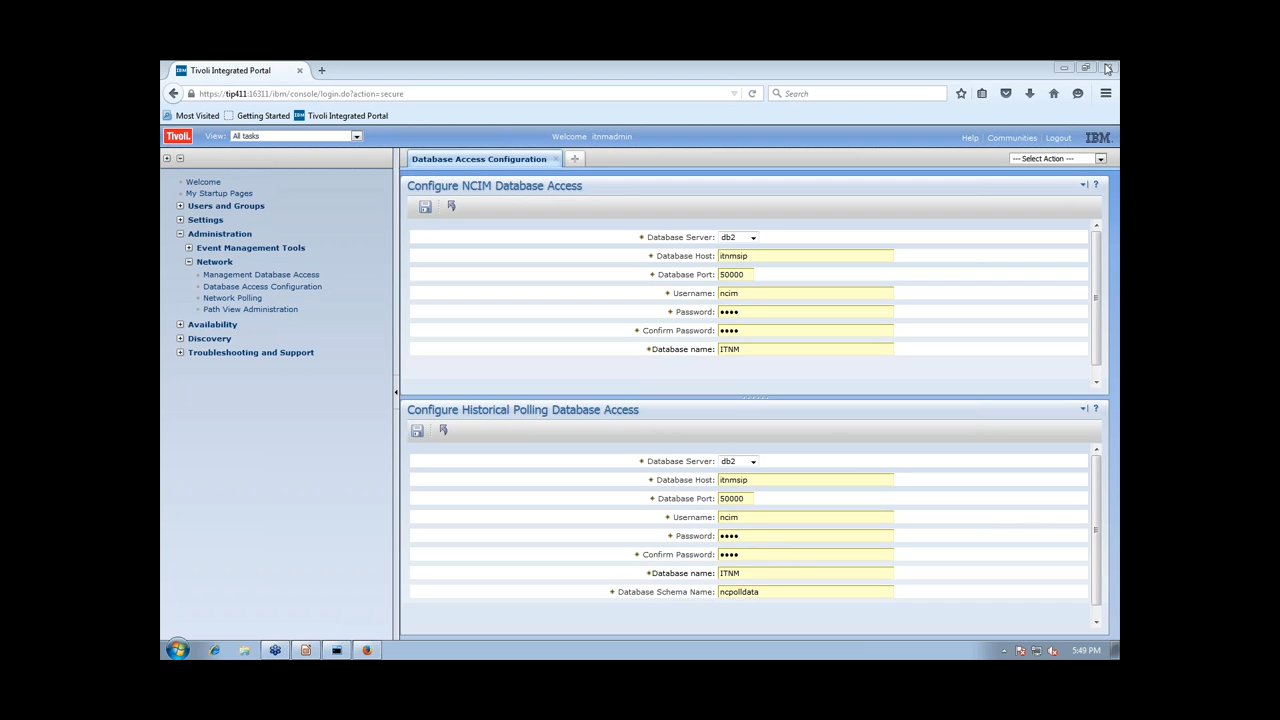 Tivoli Integrated Portal
https://tip411:16311/ibm/console/login.do?action=secure
Search
Most Visited Getting Started Tivoli Integrated Portal
Tivoli. View: All tasks Welcome itnmadmin Help Communities Logout IBM
Database Access Configuration --- Select Action ---
Welcome
My Startup Pages
Users and Groups
Settings
Administration
Event Management Tools
Network
Management Database Access
Database Access Configuration
Network Polling
Path View Administration
Availability
Discovery
Troubleshooting and Support
Configure NCIM Database Access
* Database Server: db2
* Database Host: itnmsip
* Database Port: 50000
* Username: ncim
* Password: ••••
* Confirm Password: ••••
*Database name: ITNM
Configure Historical Polling Database Access
* Database Server: db2
* Database Host: itnmsip
* Database Port: 50000
* Username: ncim
* Password: ••••
* Confirm Password: ••••
*Database name: ITNM
* Database Schema Name: ncpolldata
5:49 PM